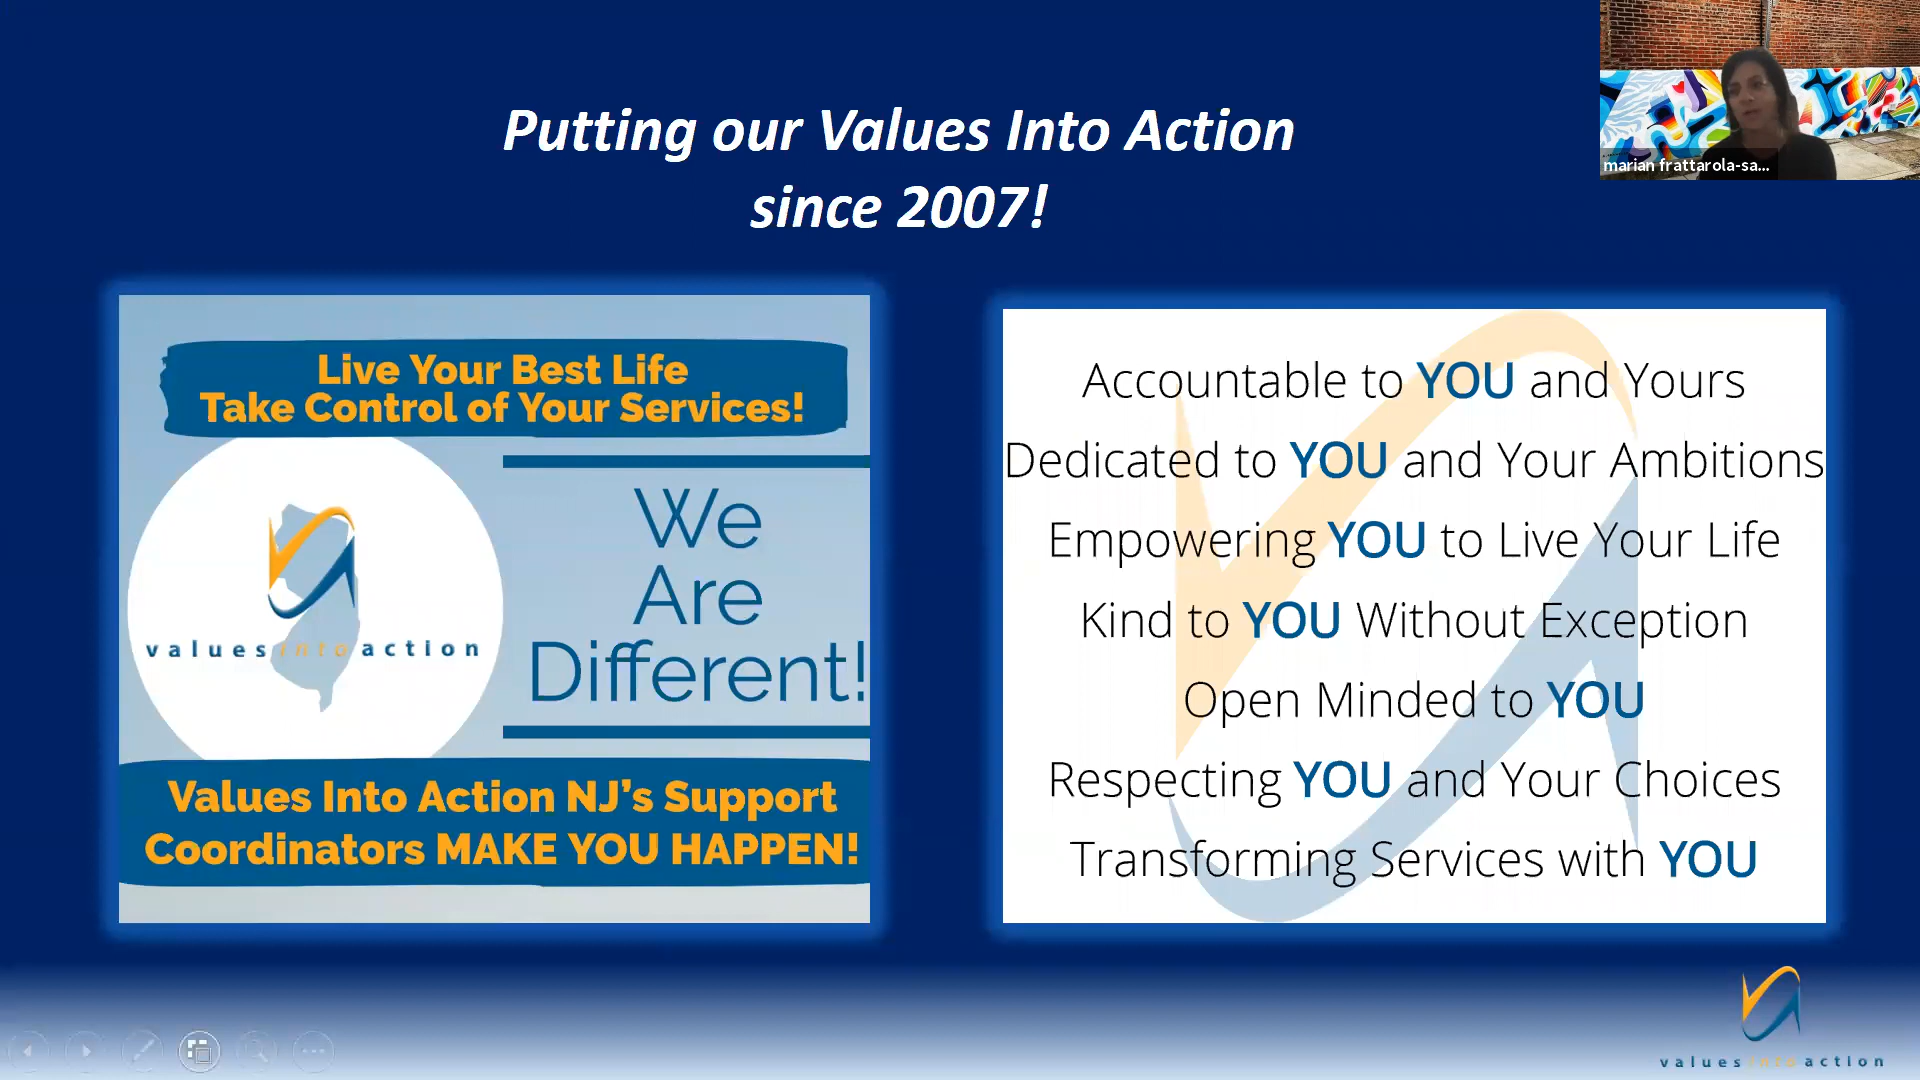 Putting our Values Into Action
since 2007!
marian frattarola-sa...
Live Your Best Life
Take Control of Your Services!
We
Are
Different!
values into action
Values Into Action NJ's Support
Coordinators MAKE YOU HAPPEN!
Accountable to YOU and Yours
Dedicated to YOU and Your Ambitions
Empowering YOU to Live Your Life
Kind to YOU Without Exception
Open Minded to YOU
Respecting YOU and Your Choices
Transforming Services with YOU
values into action